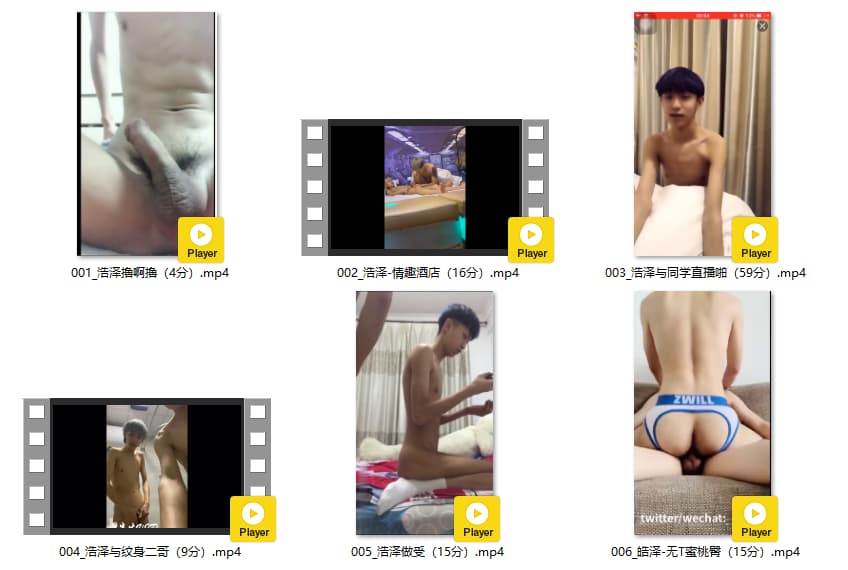 Player
Player
Player
001_浩泽撸啊撸（4分）.mp4
002_浩泽-情趣酒店（16分）.mp4
003_浩泽与同学直播啪（59分）.mp4
ZWILL
twitter/wechat:
Player
Player
Player
004_浩泽与纹身二哥（9分）.mp4
005_浩泽做受（15分）.mp4
006_皓泽-无T蜜桃臀（15分）.mp4